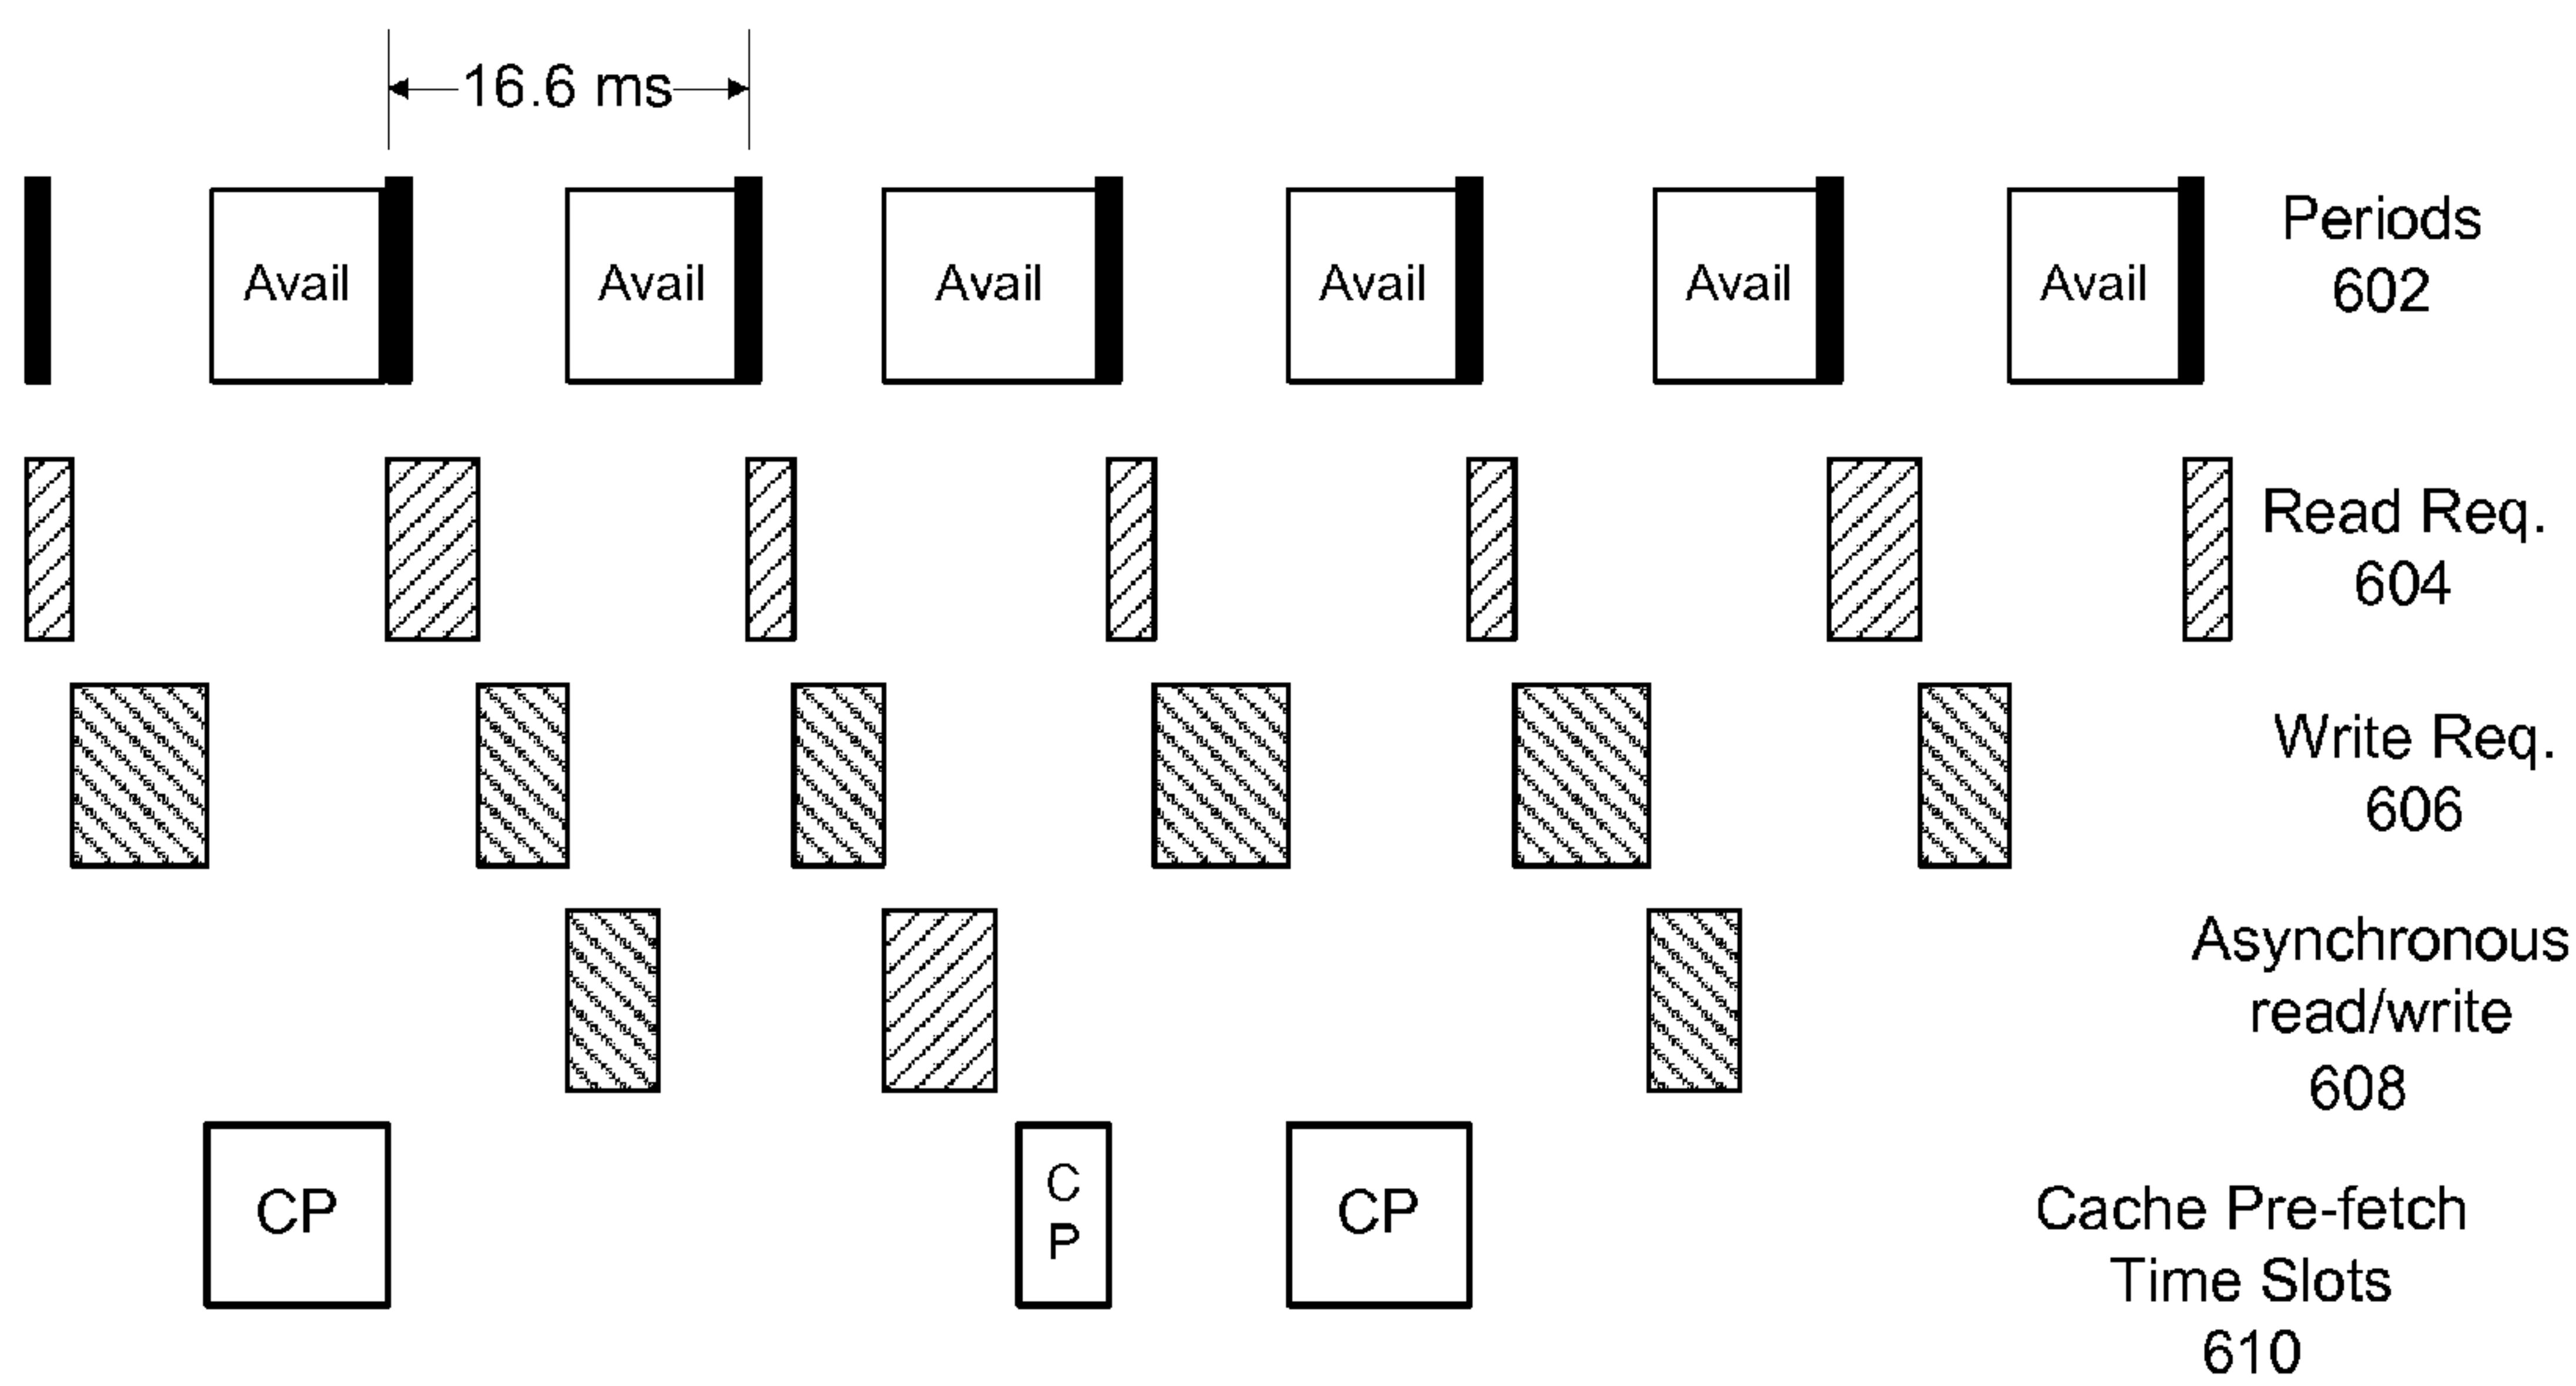 16.6 ms
Avail
Avail
Avail
Avail
Avail
Avail
Periods
602
Read Req.
604
Write Req.
606
Asynchronous
read/write
608
CP
C
P
CP
Cache Pre-fetch
Time Slots
610